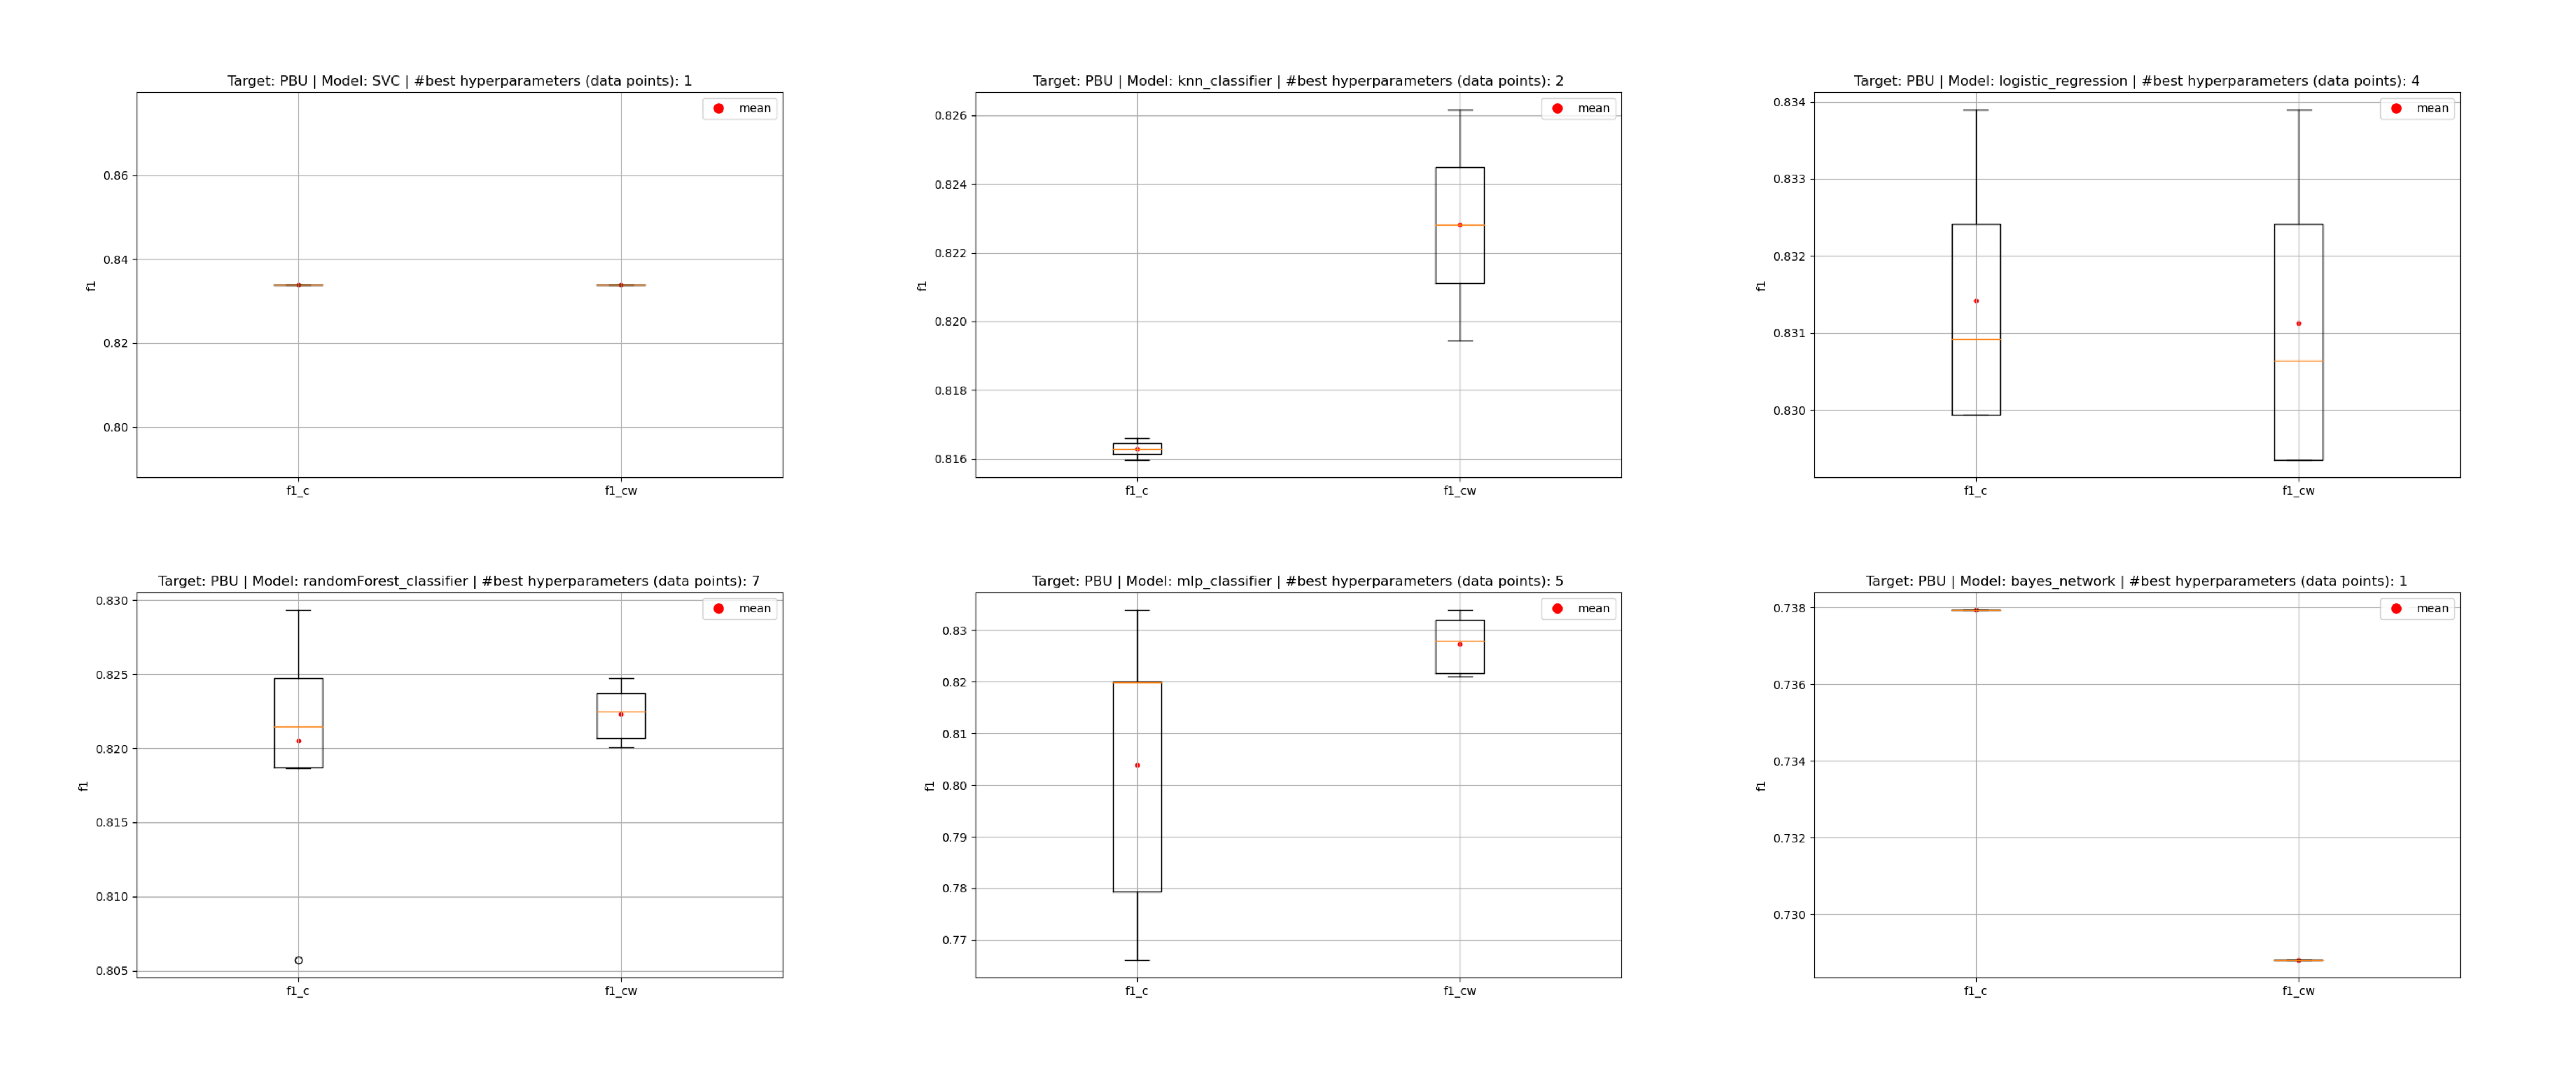 Target: PBU | Model: SVC | #best hyperparameters (data points): 1
mean
0.86
0.84
0.82
0.80
f1
f1_c
f1_cw
Target: PBU | Model: knn_classifier | #best hyperparameters (data points): 2
mean
0.826
0.824
0.822
0.820
0.818
0.816
f1
f1_c
f1_cw
Target: PBU | Model: logistic_regression | #best hyperparameters (data points): 4
mean
0.834
0.833
0.832
0.831
0.830
f1
f1_c
f1_cw
Target: PBU | Model: randomForest_classifier | #best hyperparameters (data points): 7
mean
0.830
0.825
0.820
0.815
0.810
0.805
f1
f1_c
f1_cw
Target: PBU | Model: mlp_classifier | #best hyperparameters (data points): 5
mean
0.83
0.82
0.81
0.80
0.79
0.78
0.77
f1
f1_c
f1_cw
Target: PBU | Model: bayes_network | #best hyperparameters (data points): 1
mean
0.738
0.736
0.734
0.732
0.730
f1
f1_c
f1_cw